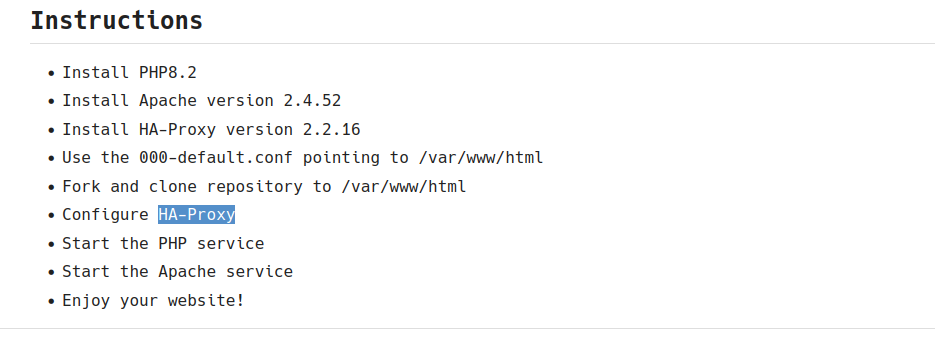 Instructions
• Install PHP8.2
• Install Apache version 2.4.52
• Install HA-Proxy version 2.2.16
• Use the 000-default.conf pointing to /var/www/html
• Fork and clone repository to /var/www/html
• Configure HA-Proxy
• Start the PHP service
• Start the Apache service
• Enjoy your website!